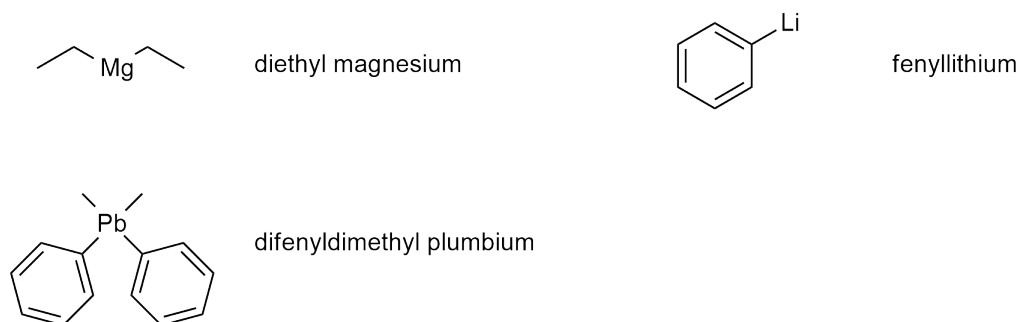 Mg
diethyl magnesium
Li
fenyllithium
Pb
difenyldimethyl plumbium